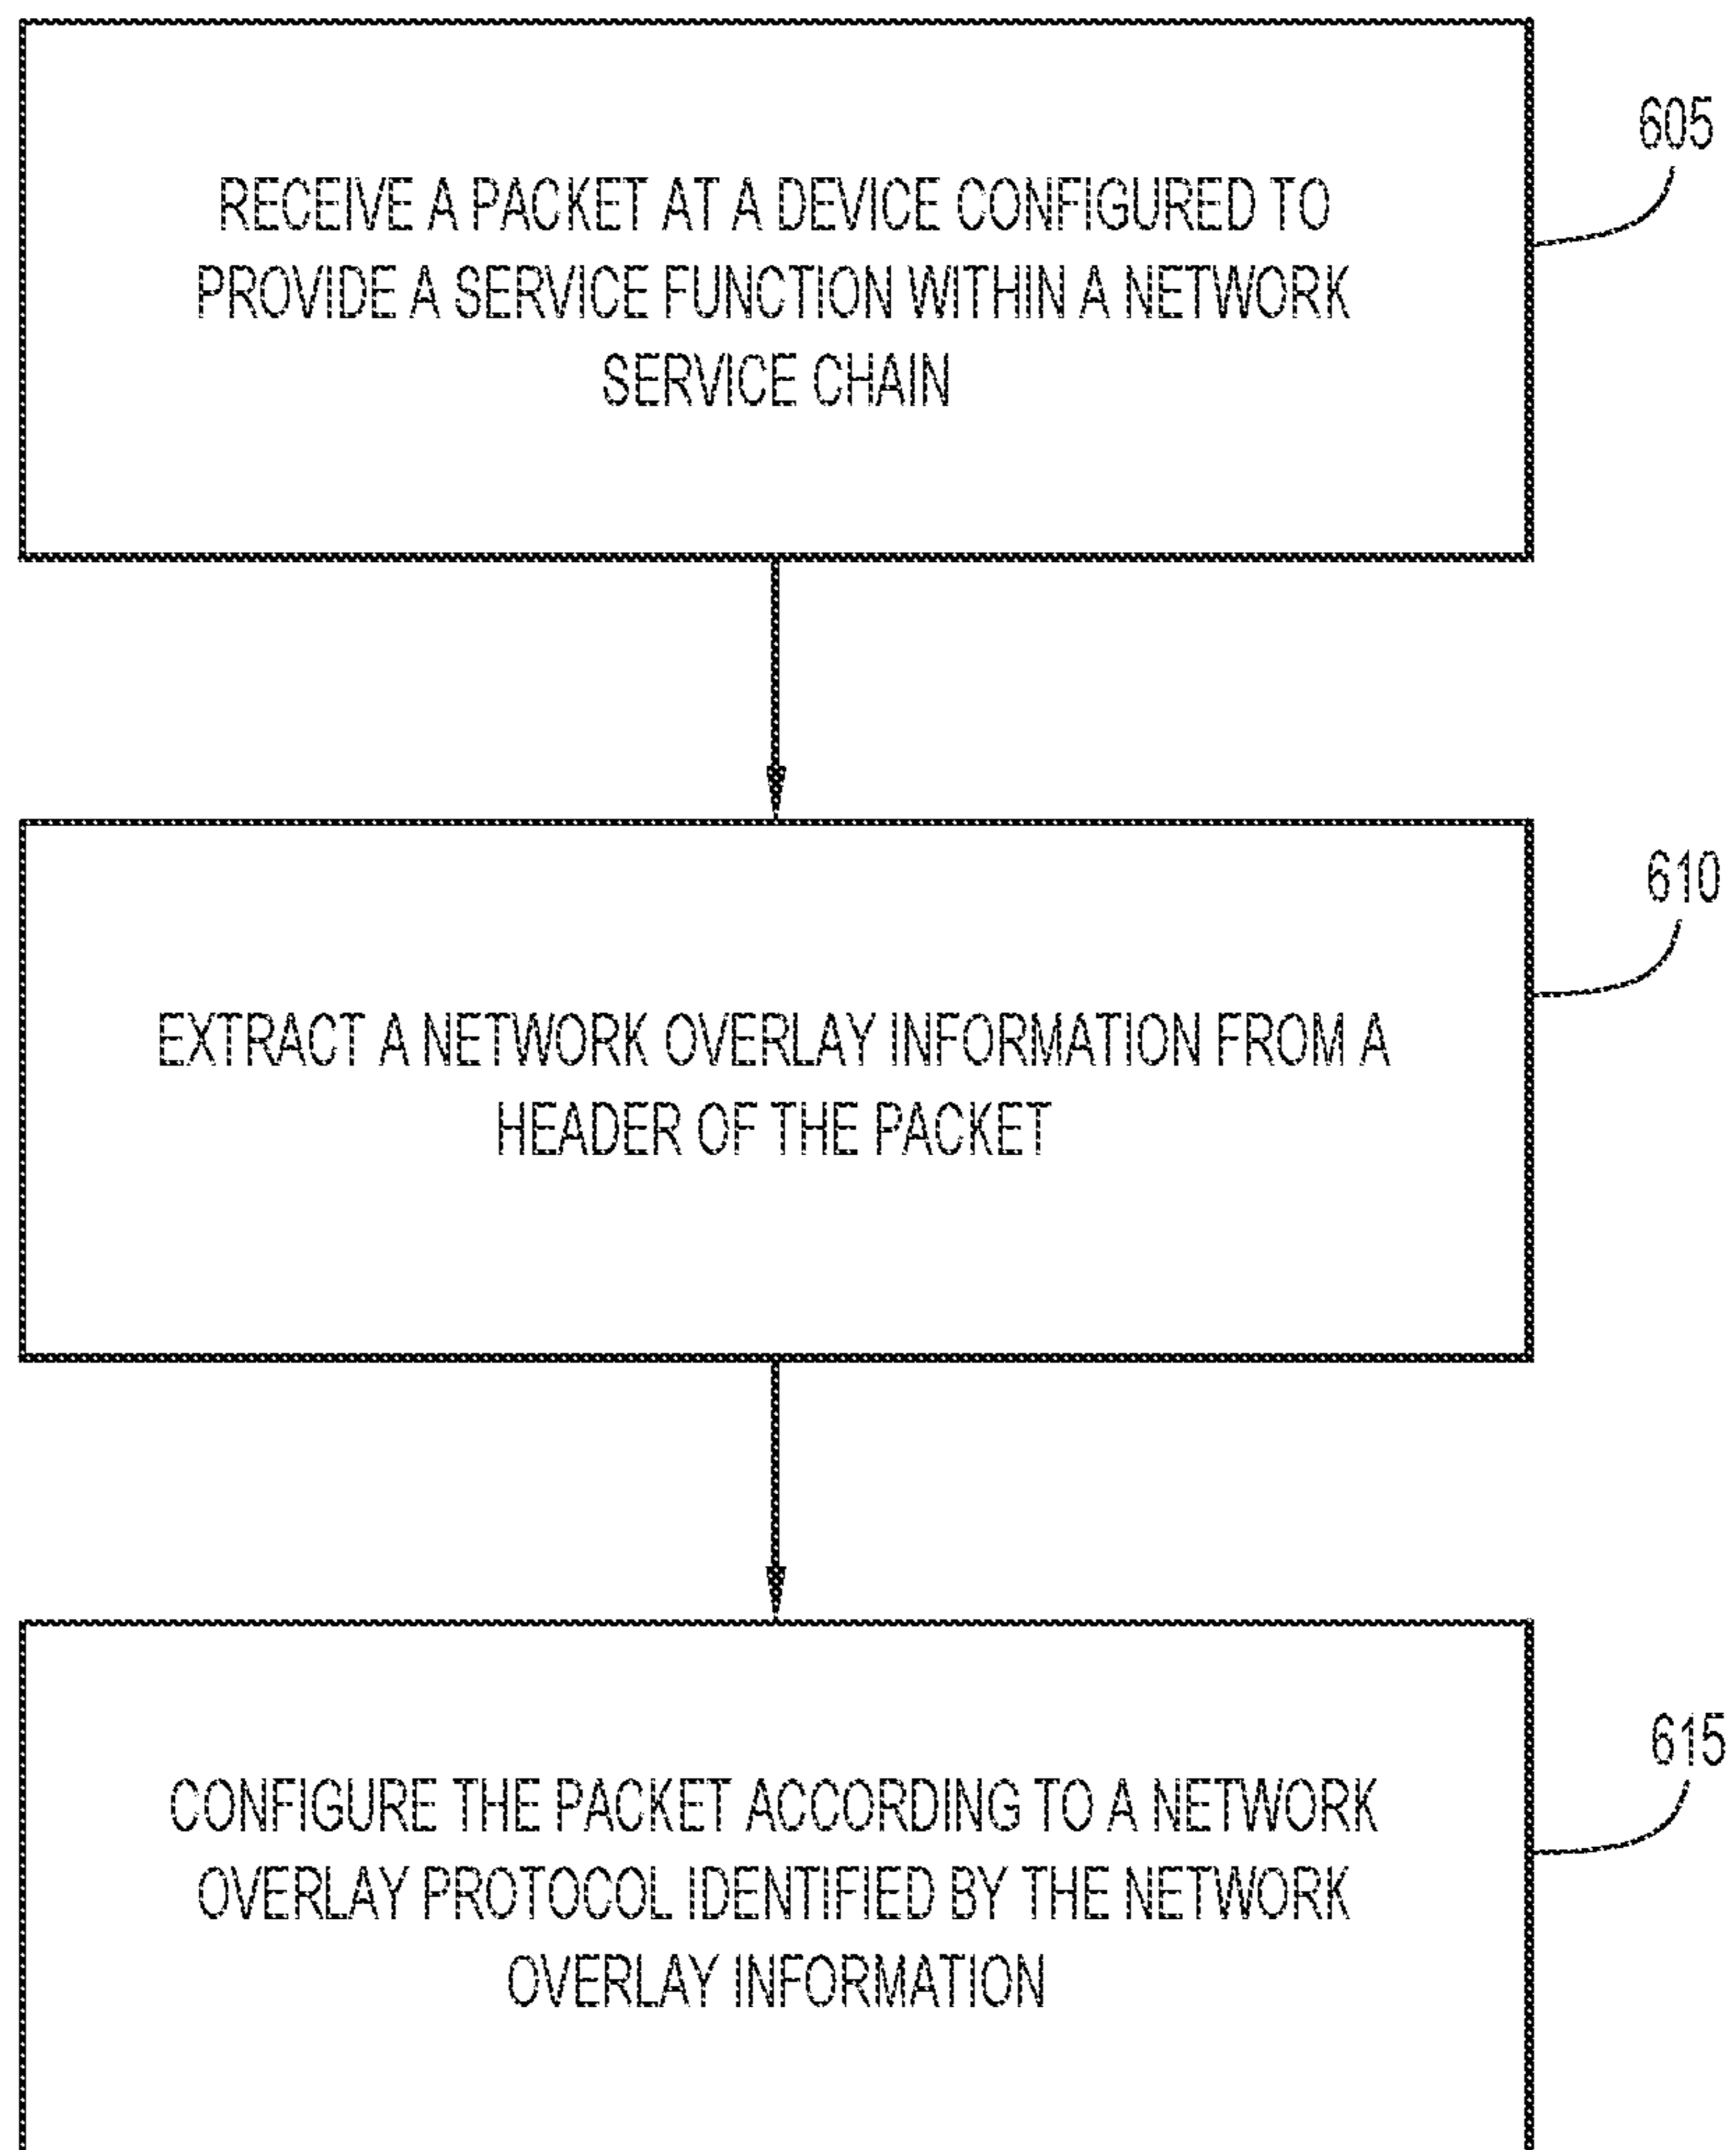 605
RECEIVE A PACKET AT A DEVICE CONFIGURED TO
PROVIDE A SERVICE FUNCTION WITHIN A NETWORK
SERVICE CHAIN
610
EXTRACT A NETWORK OVERLAY INFORMATION FROM A
HEADER OF THE PACKET
615
CONFIGURE THE PACKET ACCORDING TO A NETWORK
OVERLAY PROTOCOL IDENTIFIED BY THE NETWORK
OVERLAY INFORMATION